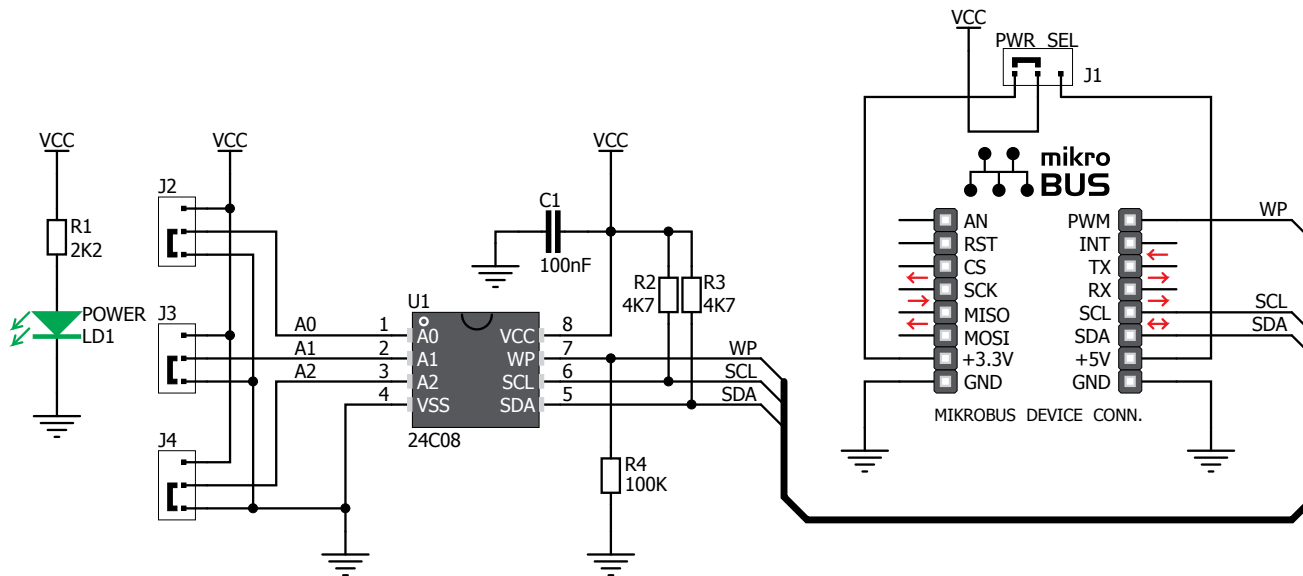 VCC
PWR SEL
J1
VCC
R1
2K2
POWER
LD1
VCC
J2
J3
J4
A0
A1
A2
1
2
3
4
U1
A0
A1
A2
VSS
VCC
WP
SCL
SDA
24C08
8
7
6
5
VCC
C1
100nF
R2
4K7
R3
4K7
WP
SCL
SDA
R4
100K
mikro
BUS
AN
RST
CS
SCK
MISO
MOSI
+3.3V
GND
PWM
INT
TX
RX
SCL
SDA
+5V
GND
MIKROBUS DEVICE CONN.
WP
SCL
SDA